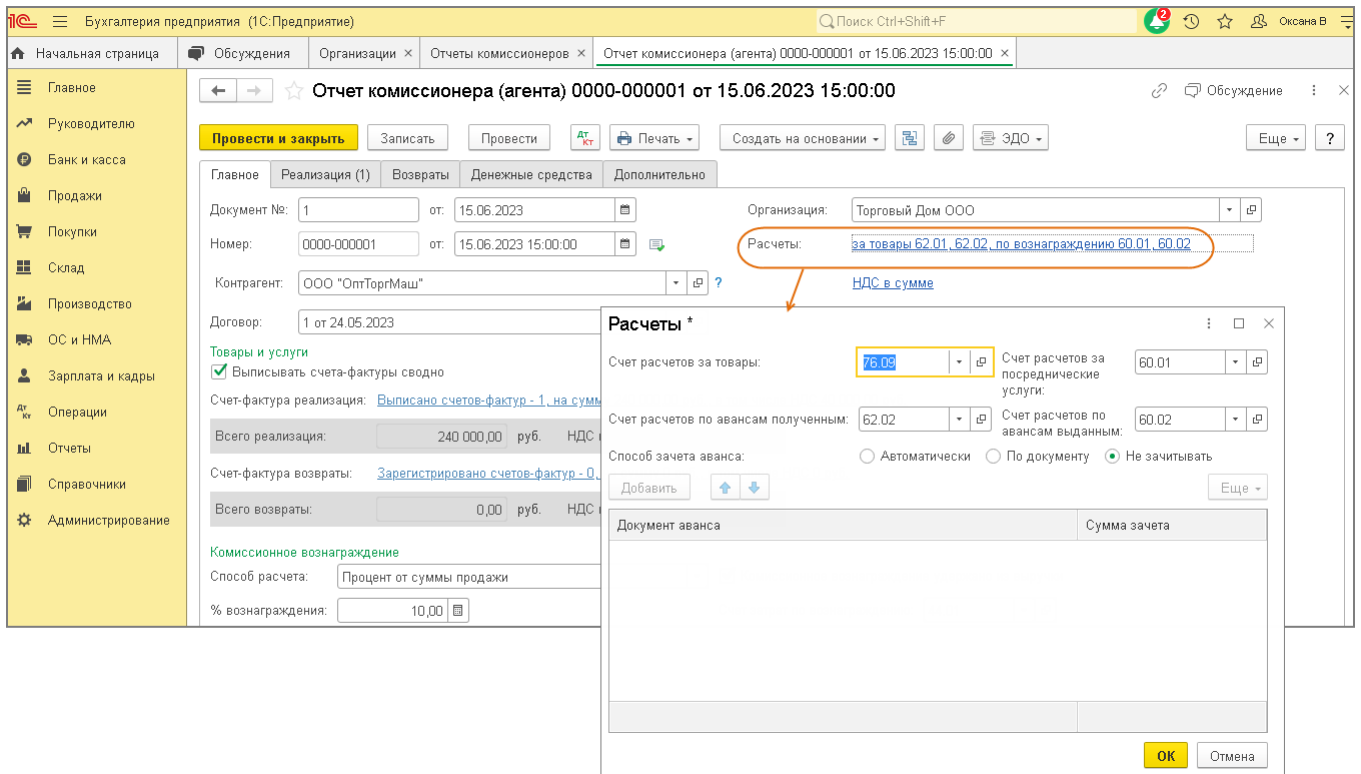 1С Бухгалтерия предприятия (1С:Предприятие) Поиск Ctrl+Shift+F 2 Оксана В
Начальная страница Обсуждения Организации × Отчеты комиссионеров × Отчет комиссионера (агента) 0000-000001 от 15.06.2023 15:00:00 ×
Главное
Руководителю
Банк и касса
Продажи
Покупки
Склад
Производство
ОС и НМА
Зарплата и кадры
Операции
Отчеты
Справочники
Администрирование
Отчет комиссионера (агента) 0000-000001 от 15.06.2023 15:00:00 Обсуждение
Провести и закрыть Записать Провести Дт Кт Печать Создать на основании ЭДО Еще ?
Главное Реализация (1) Возвраты Денежные средства Дополнительно
Документ №: 1 от: 15.06.2023 Организация: Торговый Дом ООО
Номер: 0000-000001 от: 15.06.2023 15:00:00 Расчеты: за товары 62.01, 62.02, по вознаграждению 60.01, 60.02
Контрагент: ООО "ОптТоргМаш" ? НДС в сумме
Договор: 1 от 24.05.2023
Товары и услуги
Выписывать счета-фактуры сводно
Счет-фактура реализация: Выписано счетов-фактур - 1, на сумм
Всего реализация: 240 000,00 руб. НДС
Счет-фактура возвраты: Зарегистрировано счетов-фактур - 0,
Всего возвраты: 0,00 руб. НДС
Комиссионное вознаграждение
Способ расчета: Процент от суммы продажи
% вознаграждения: 10,00
Расчеты *
Счет расчетов за товары: 76.09 Счет расчетов за посреднические услуги: 60.01
Счет расчетов по авансам полученным: 62.02 Счет расчетов по авансам выданным: 60.02
Способ зачета аванса: Автоматически По документу Не зачитывать
Добавить Еще
Документ аванса Сумма зачета
ОК Отмена